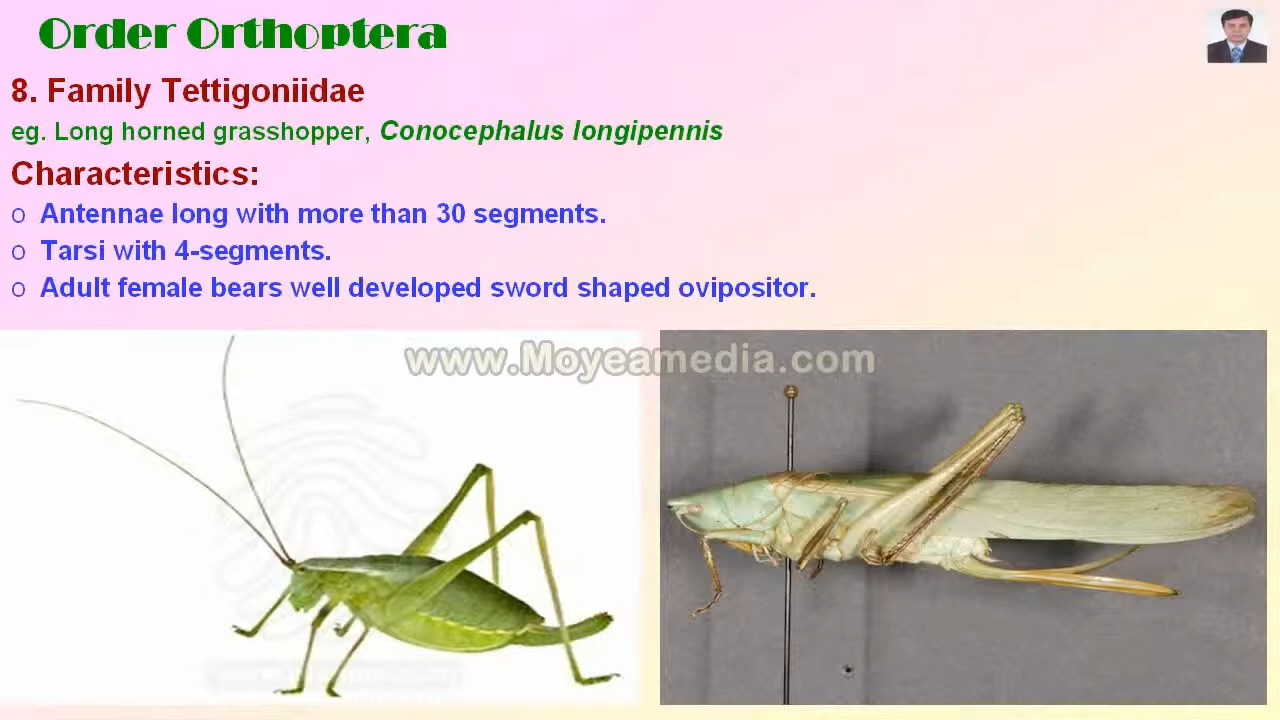 Order Orthoptera
8. Family Tettigoniidae
eg. Long horned grasshopper, Conocephalus longipennis
Characteristics:
o Antennae long with more than 30 segments.
o Tarsi with 4-segments.
o Adult female bears well developed sword shaped ovipositor.
www.Moyeamedia.com